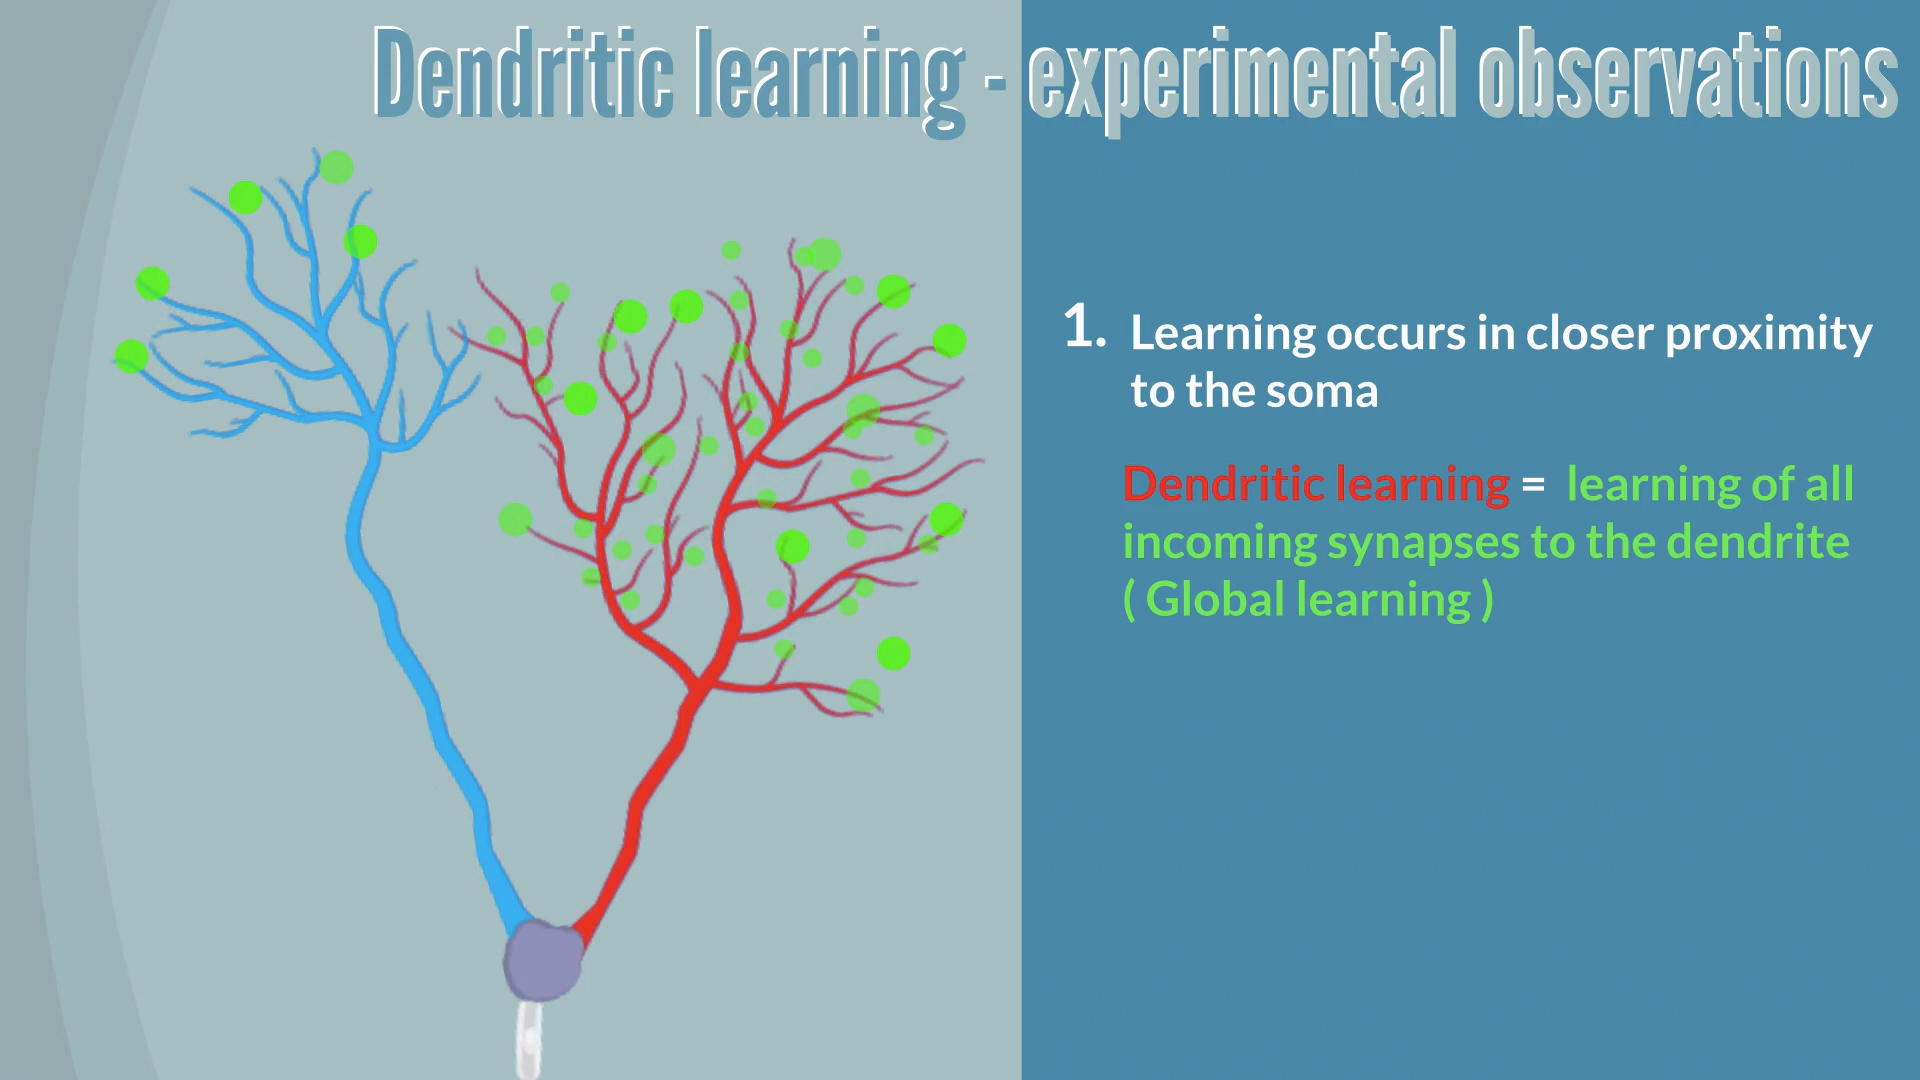 Dendritic learning - experimental observations
1. Learning occurs in closer proximity
to the soma
Dendritic learning = learning of all
incoming synapses to the dendrite
( Global learning )